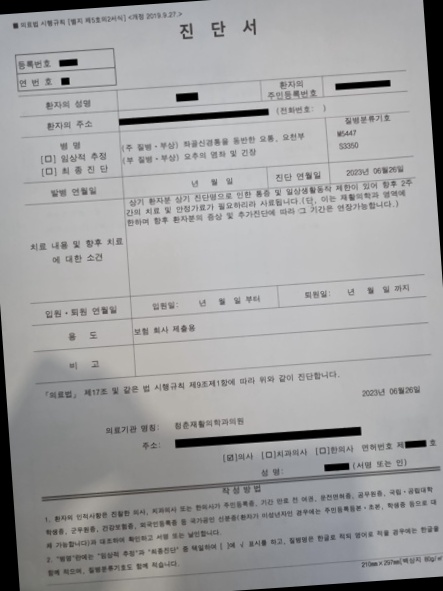 ■ 의료법 시행규칙 [별지 제5호의2서식] <개정 2019.9.27.>
진 단 서
등록번호
연 번 호
환자의 성명
환자의 주민등록번호
환자의 주소
(전화번호: )
병 명
[□] 임상적 추정
[□] 최 종 진 단
(주 질병·부상) 좌골신경통을 동반한 요통, 요천부
(부 질병·부상) 요추의 염좌 및 긴장
질병분류기호
M5447
S3350
발병 연월일
년 월 일
진단 연월일
2023년 06월26일
치료 내용 및 향후 치료에 대한 소견
상기 환자분 상기 진단명으로 인한 통증 및 일상생활동작 제한이 있어 향후 2주
간의 치료 및 안정가료가 필요하리라 사료됩니다.(단, 이는 재활의학과 영역에
한하며 향후 환자분의 증상 및 추가진단에 따라 그 기간은 연장가능합니다.)
입원·퇴원 연월일
입원일: 년 월 일 부터
퇴원일: 년 월 일 까지
용 도
보험 회사 제출용
비 고
「의료법」 제17조 및 같은 법 시행규칙 제9조제1항에 따라 위와 같이 진단합니다.
2023년 06월26일
의료기관 명칭: 청춘재활의학과의원
주소:
[☑]의사 [□]치과의사 [□]한의사 면허번호 제 호
성 명: (서명 또는 인)
작성방법
1. 환자의 인적사항은 진찰한 의사, 치과의사 또는 한의사가 주민등록증, 기간 만료 전 여권, 운전면허증, 공무원증, 국립·공립대학
학생증, 군무원증, 건강보험증, 외국인등록증 등 국가공인 신분증(환자가 미성년자인 경우에는 주민등록등본·초본, 학생증 등으로 대
체 가능합니다)과 대조하여 확인하고 서명 또는 날인합니다.
2. "병명"란에는 "임상적 추정"과 "최종진단" 중 해당하여 [ ]에 √ 표시를 하고, 질병명은 한글로 적되 영어로 적을 경우에는 한글을
함께 적으며, 질병분류기호도 함께 적습니다.
210㎜×297㎜[백상지 80g/㎡]